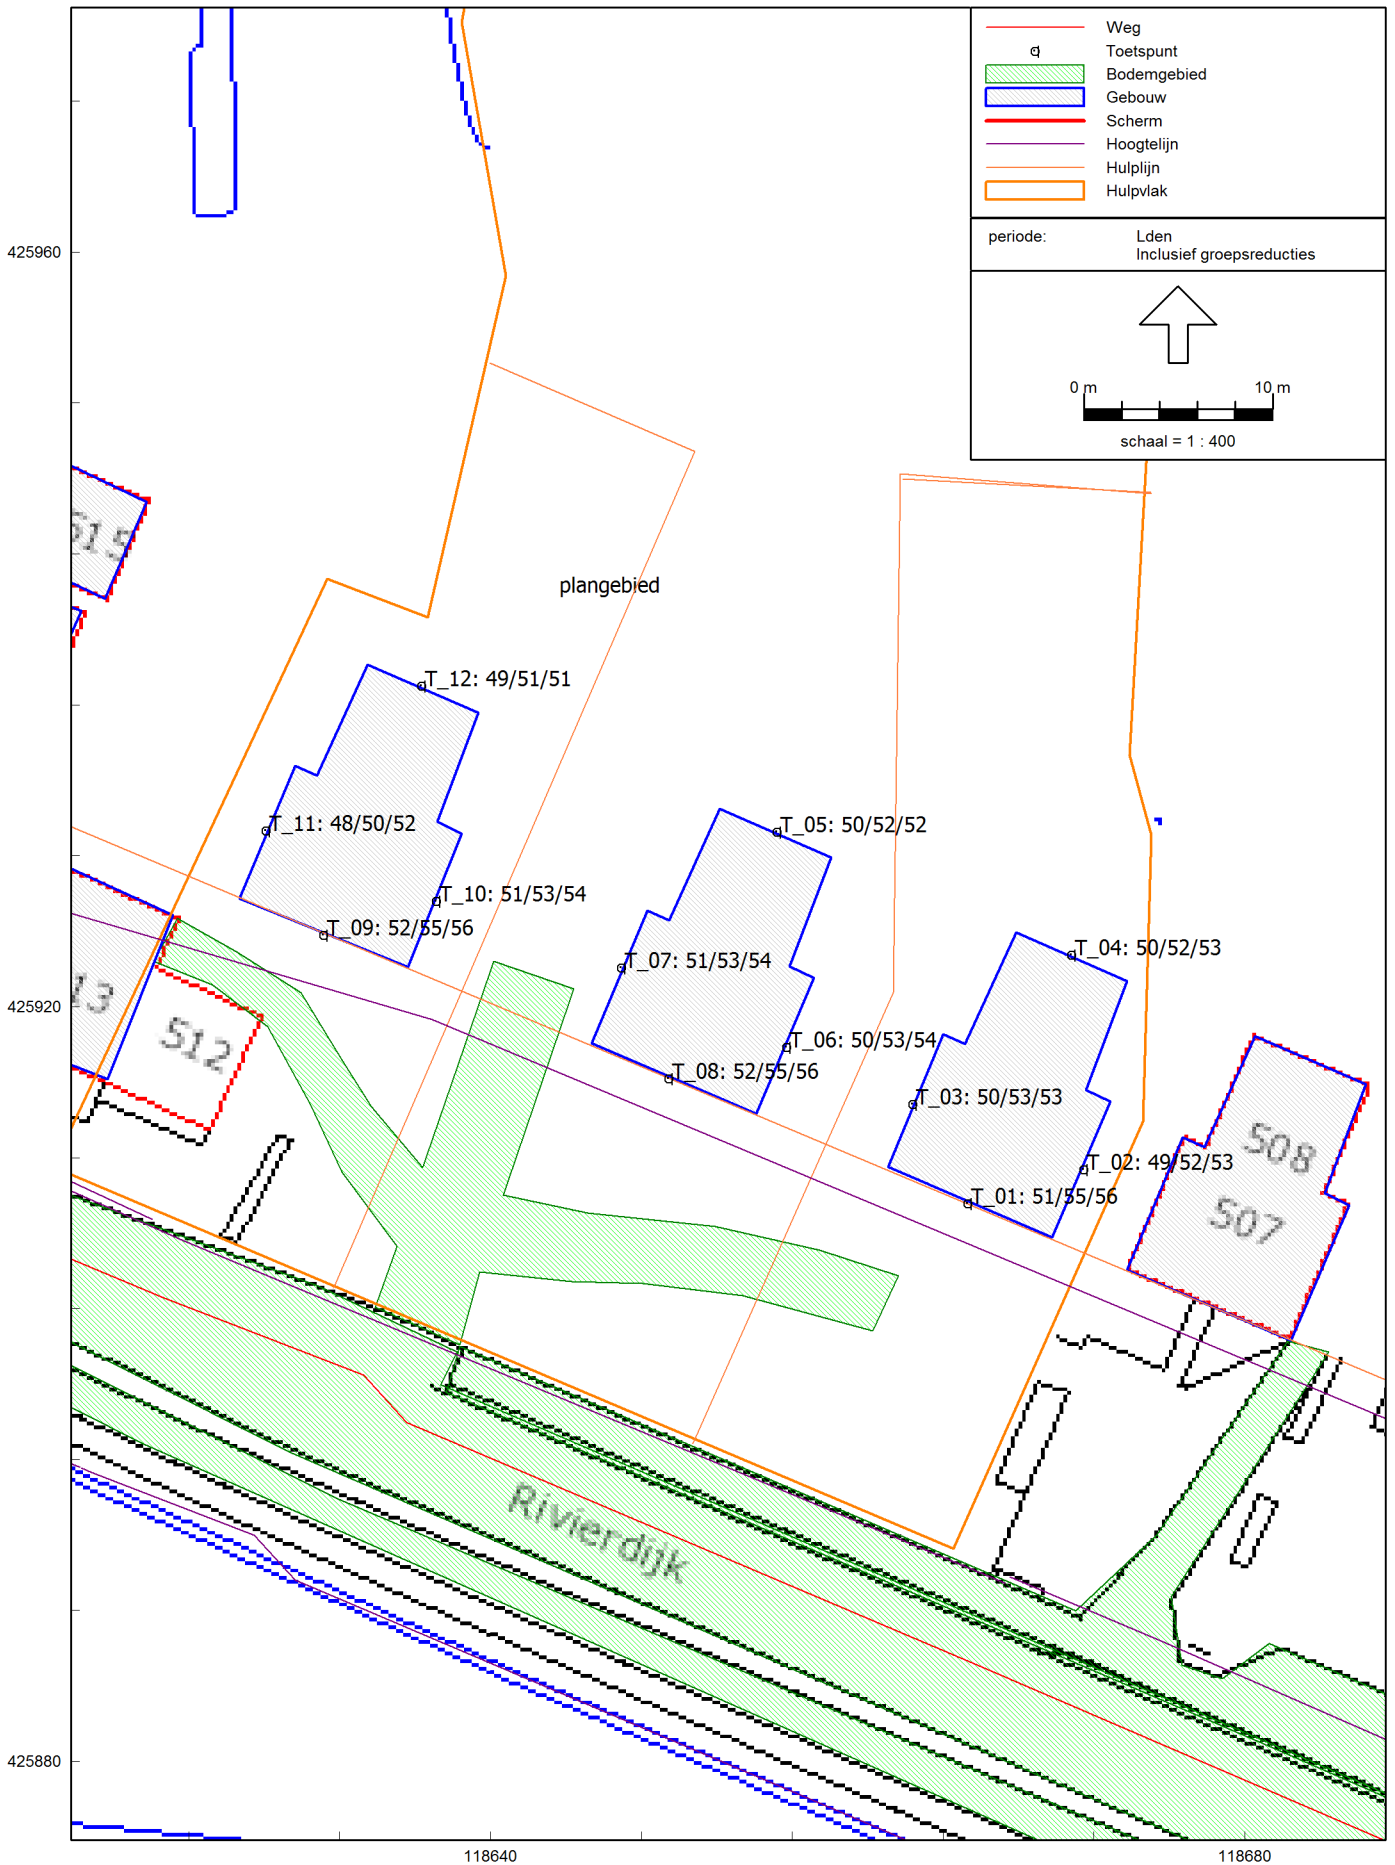 Weg
Toetspunt
Bodemgebied
Gebouw
Scherm
Hoogtelijn
Hulplijn
Hulpvlak
periode: Lden
Inclusief groepsreducties
0 m 10 m
schaal = 1 : 400
425960
515
plangebied
T_12: 49/51/51
T_11: 48/50/52
T_05: 50/52/52
T_10: 51/53/54
T_09: 52/55/56
T_07: 51/53/54
T_04: 50/52/53
13
425920
512
T_06: 50/53/54
T_08: 52/55/56
T_03: 50/53/53
508
T_02: 49/52/53
T_01: 51/55/56
507
Rivierdijk
425880
118640 118680